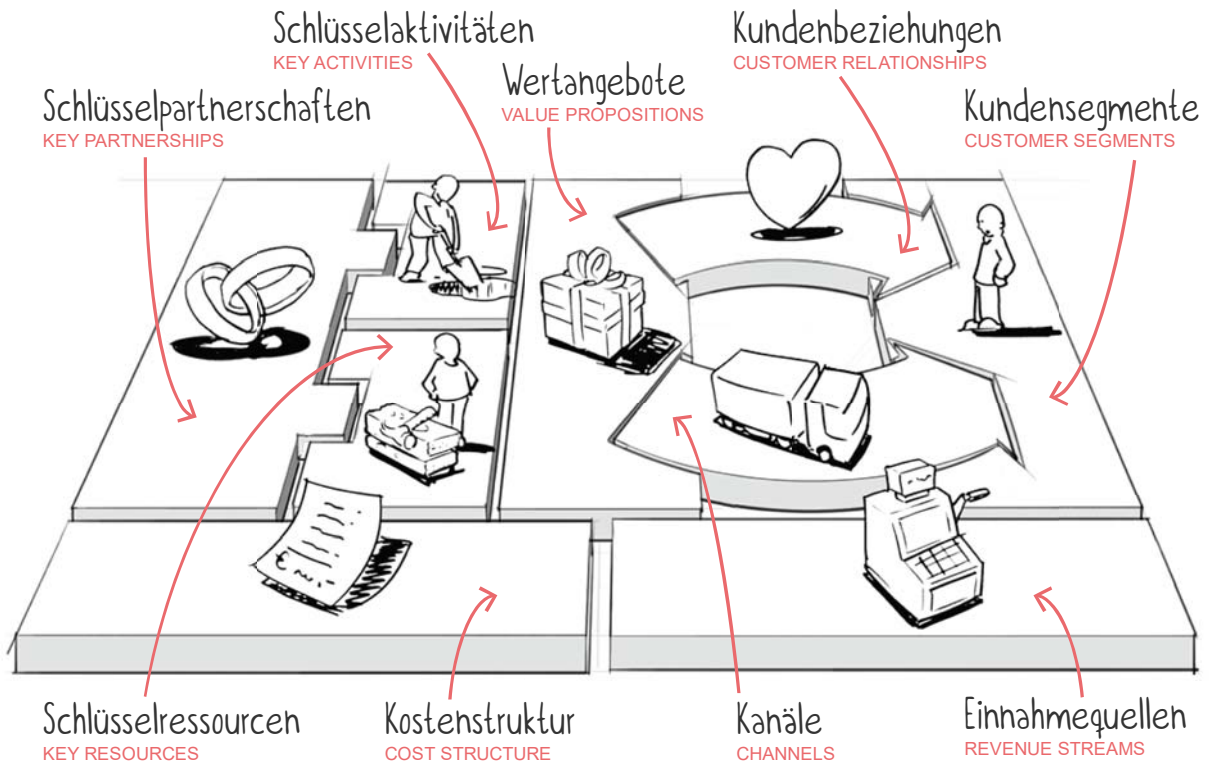 Schlüsselaktivitäten
KEY ACTIVITIES
Kundenbeziehungen
CUSTOMER RELATIONSHIPS
Wertangebote
VALUE PROPOSITIONS
Schlüsselpartnerschaften
KEY PARTNERSHIPS
Kundensegmente
CUSTOMER SEGMENTS
€
Schlüsselressourcen
KEY RESOURCES
Kostenstruktur
COST STRUCTURE
Kanäle
CHANNELS
Einnahmequellen
REVENUE STREAMS